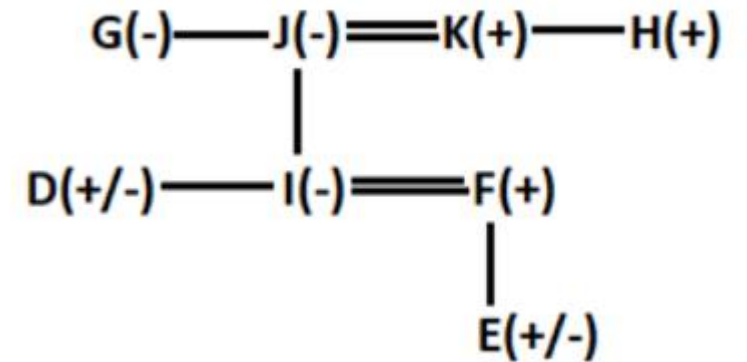 G(-) J(-) K(+) H(+)
D(+/-) I(-) F(+)
E(+/-)